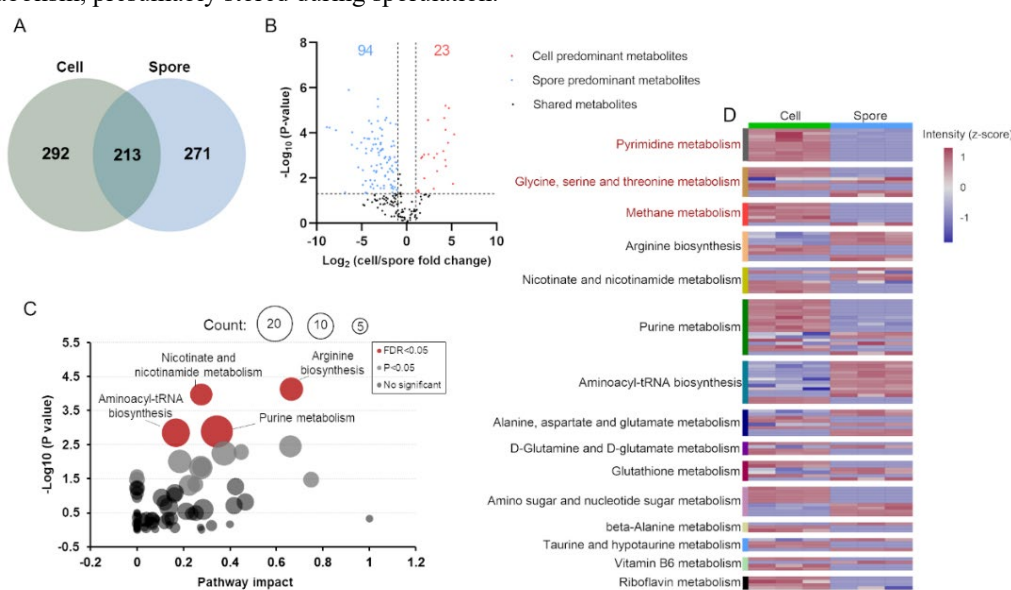 abolism, presumably stored during sporulation.
A
Cell
Spore
292
213
271
B
94
23
8
6
4
2
0
-10
-5
0
5
10
-Log10 (P-value)
Log2 (cell/spore fold change)
Cell predominant metabolites
Spore predominant metabolites
Shared metabolites
C
Count:
20
10
5
FDR<0.05
P<0.05
No significant
5.5
4.5
3.5
2.5
1.5
0.5
-0.5
-0.2
0
0.2
0.4
0.6
0.8
1
1.2
-Log10 (P value)
Pathway impact
Nicotinate and
nicotinamide metabolism
Arginine
biosynthesis
Aminoacyl-tRNA
biosynthesis
Purine metabolism
D
Cell
Spore
Pyrimidine metabolism
Glycine, serine and threonine metabolism
Methane metabolism
Arginine biosynthesis
Nicotinate and nicotinamide metabolism
Purine metabolism
Aminoacyl-tRNA biosynthesis
Alanine, aspartate and glutamate metabolism
D-Glutamine and D-glutamate metabolism
Glutathione metabolism
Amino sugar and nucleotide sugar metabolism
beta-Alanine metabolism
Taurine and hypotaurine metabolism
Vitamin B6 metabolism
Riboflavin metabolism
Intensity (z-score)
1
0
-1